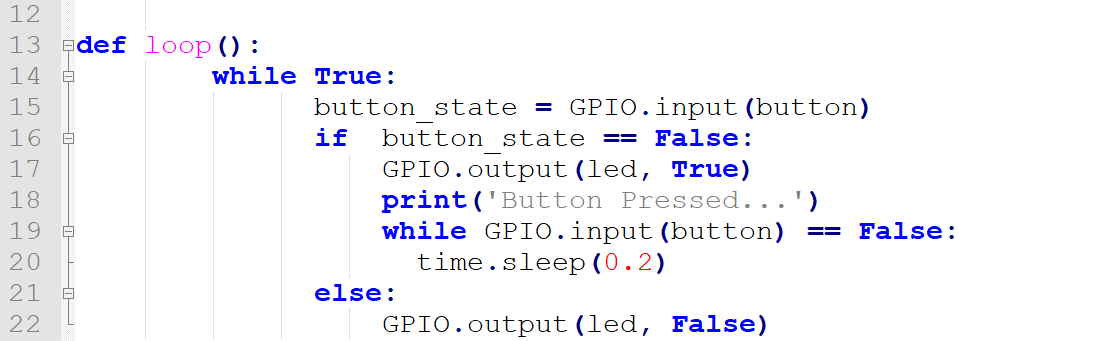 12
13 def loop():
14         while True:
15               button_state = GPIO.input(button)
16               if  button_state == False:
17                   GPIO.output(led, True)
18                   print('Button Pressed...')
19                   while GPIO.input(button) == False:
20                     time.sleep(0.2)
21               else:
22                   GPIO.output(led, False)